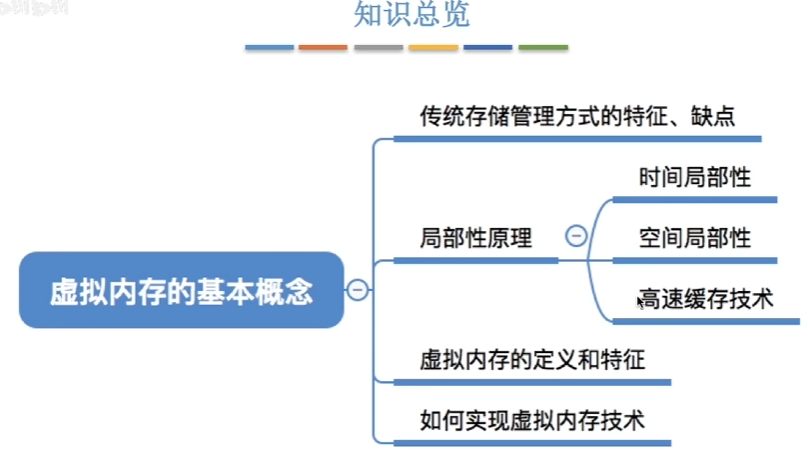 知识总览
传统存储管理方式的特征、缺点
时间局部性
局部性原理
空间局部性
虚拟内存的基本概念
高速缓存技术
虚拟内存的定义和特征
如何实现虚拟内存技术